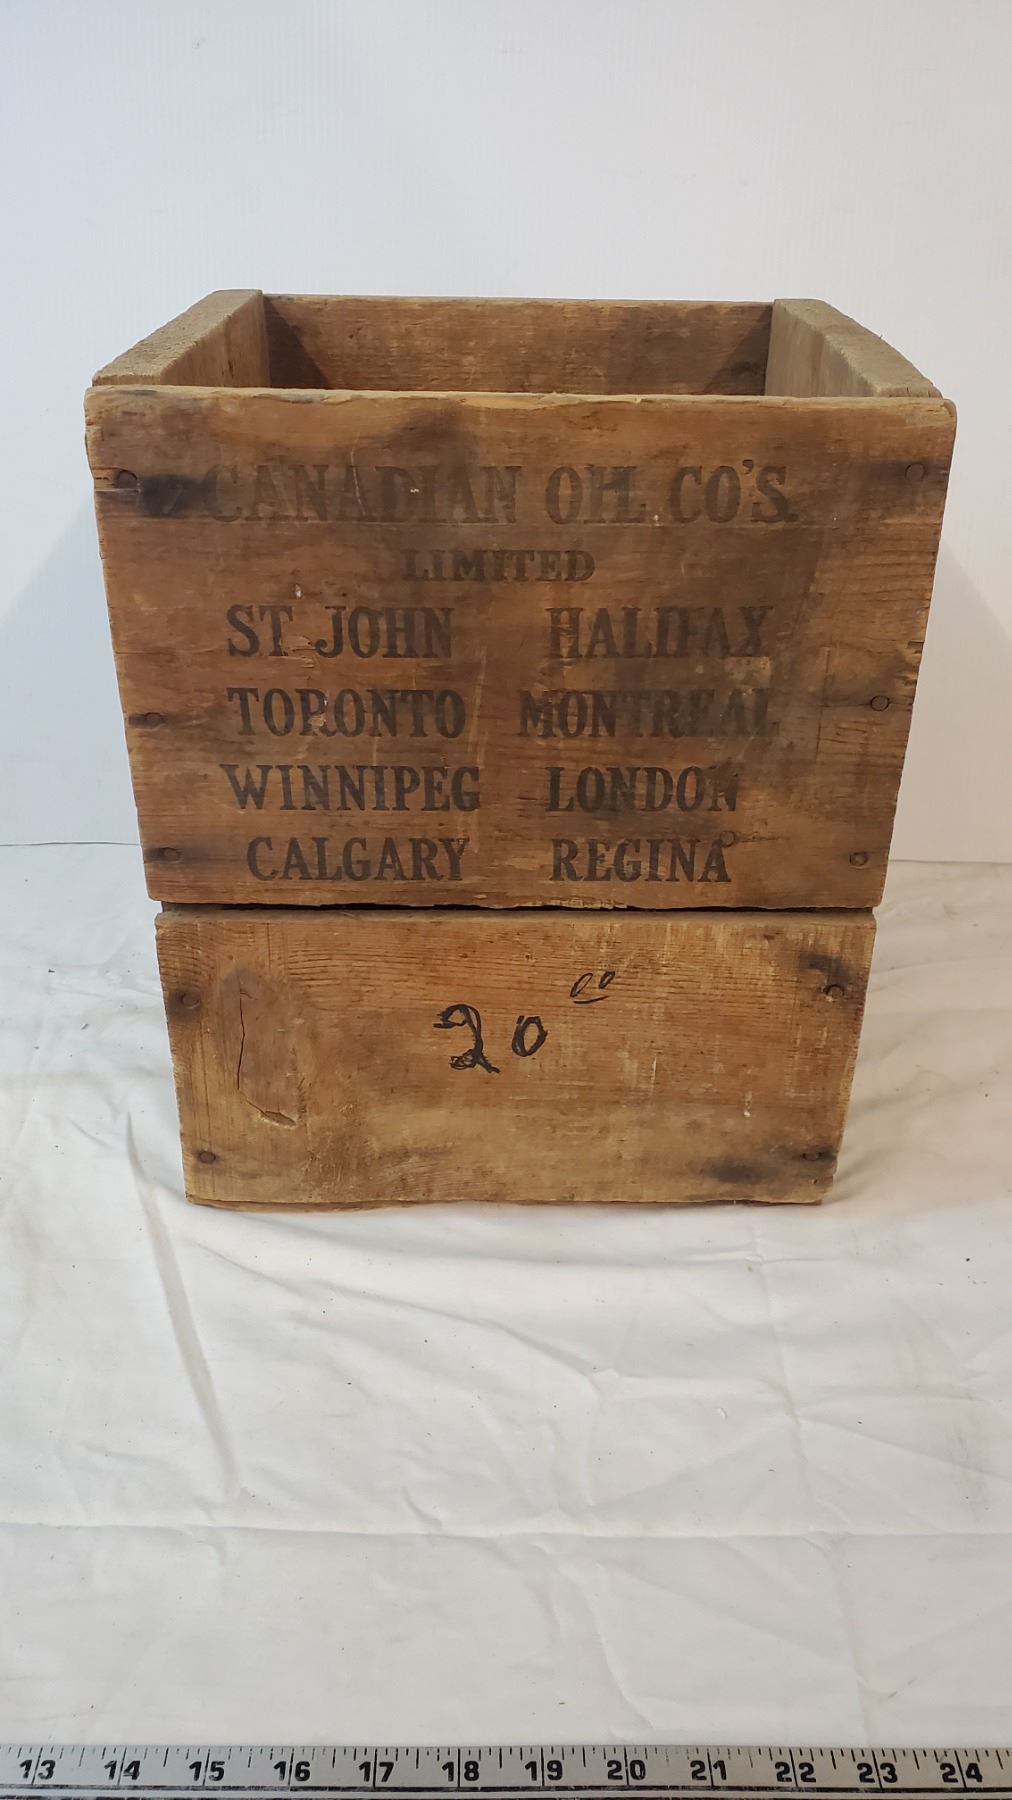 CANADIAN OIL CO'S.
LIMITED
ST JOHN HALIFAX
TORONTO MONTREAL
WINNIPEG LONDON
CALGARY REGINA
20 00
13 14 15 16 17 18 19 20 21 22 23 24